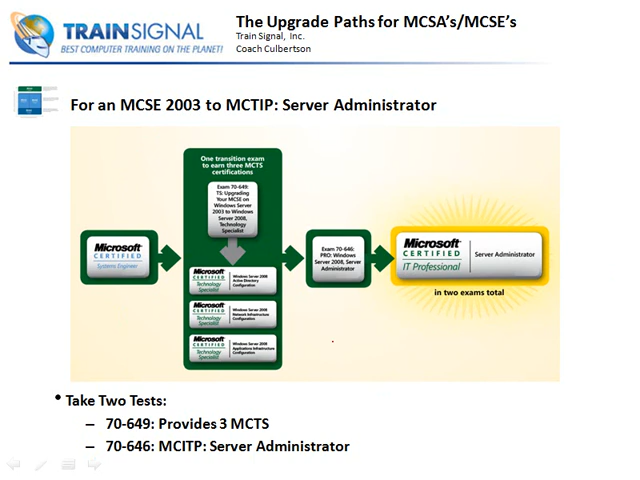 TRAINSIGNAL
BEST COMPUTER TRAINING ON THE PLANET!
The Upgrade Paths for MCSA's/MCSE's
Train Signal, Inc.
Coach Culbertson
For an MCSE 2003 to MCTIP: Server Administrator
One transition exam
to earn three MCTS
certifications
Exam 70-649:
TS: Upgrading
Your MCSE on
Windows Server
2003 to Windows
Server 2008,
Technology
Specialist
Microsoft
CERTIFIED
Systems Engineer
Microsoft
CERTIFIED
Technology
Specialist
Windows Server 2008
Active Directory
Configuration
Microsoft
CERTIFIED
Technology
Specialist
Windows Server 2008
Network Infrastructure
Configuration
Microsoft
CERTIFIED
Technology
Specialist
Windows Server 2008
Applications Infrastructure
Configuration
Exam 70-646:
PRO: Windows
Server 2008, Server
Administrator
Microsoft
CERTIFIED
IT Professional
Server Administrator
in two exams total
• Take Two Tests:
– 70-649: Provides 3 MCTS
– 70-646: MCITP: Server Administrator